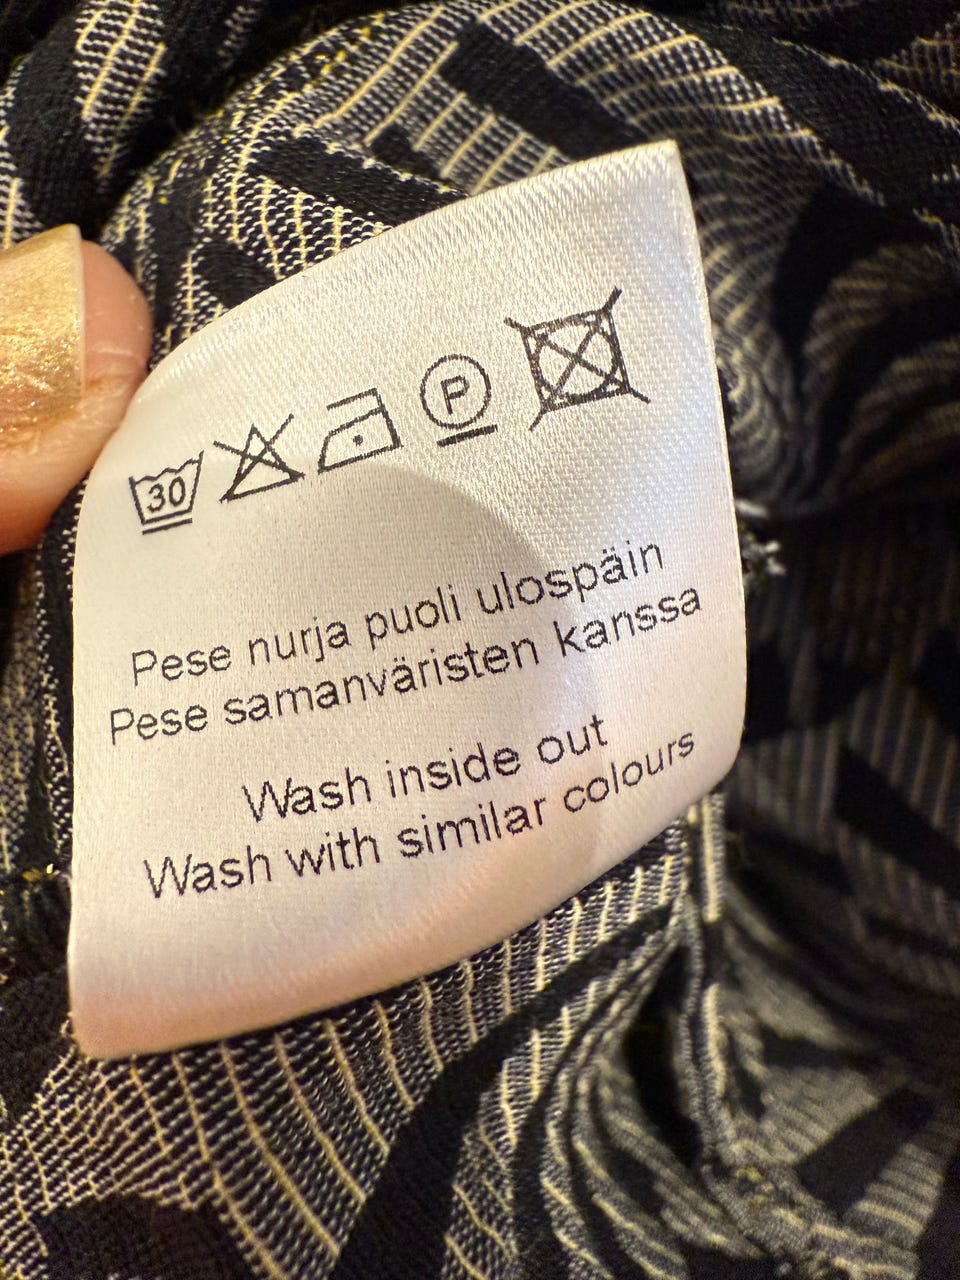 30 P
Pese nurja puoli ulospäin
Pese samanväristen kanssa
Wash inside out
Wash with similar colours